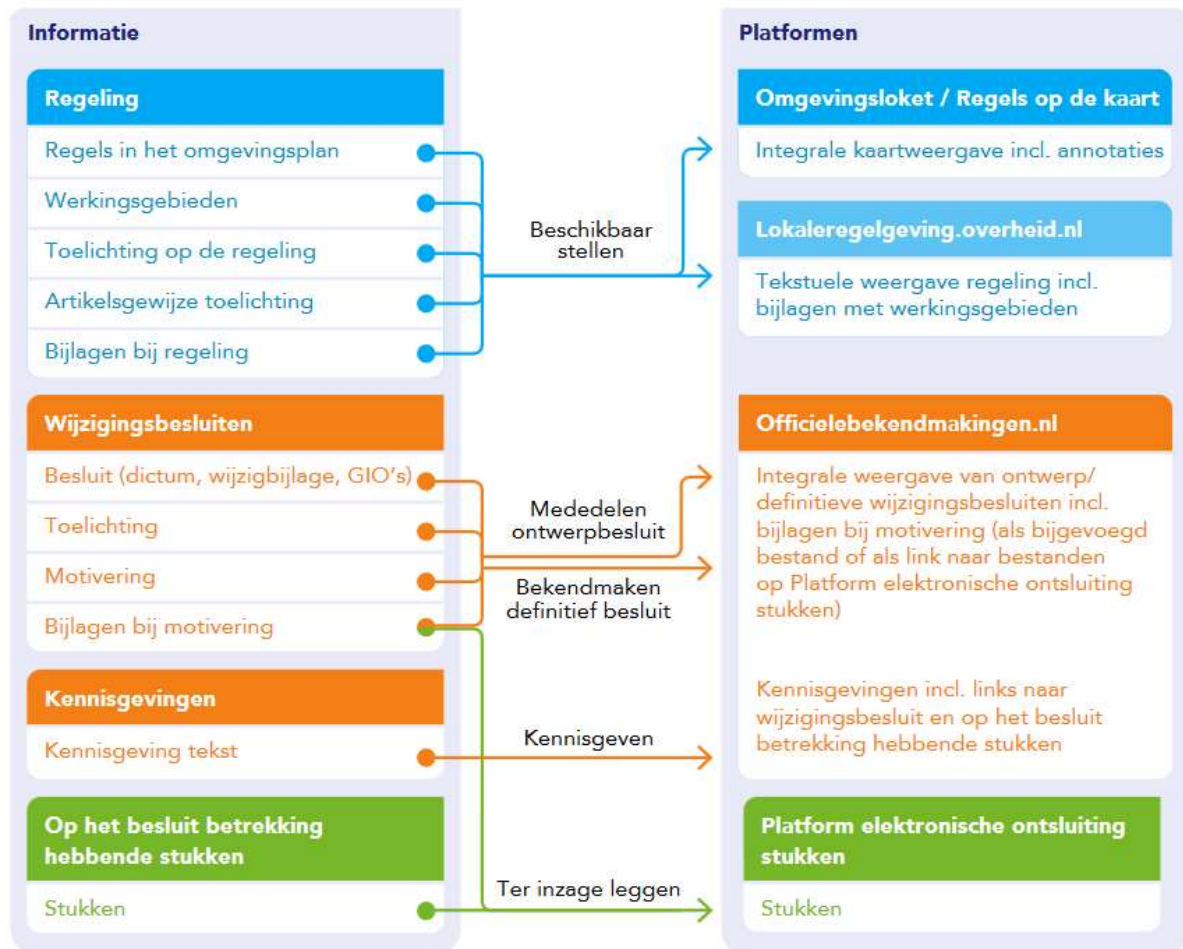 Informatie
Regeling
Regels in het omgevingsplan
Werkingsgebieden
Toelichting op de regeling
Artikelsgewijze toelichting
Bijlagen bij regeling
Wijzigingsbesluiten
Besluit (dictum, wijzigbijlage, GIO's)
Toelichting
Motivering
Bijlagen bij motivering
Kennisgevingen
Kennisgeving tekst
Op het besluit betrekking
hebbende stukken
Stukken
Beschikbaar
stellen
Mededelen
ontwerpbesluit
Bekendmaken
definitief besluit
Kennisgeven
Ter inzage leggen
Platformen
Omgevingsloket / Regels op de kaart
Integrale kaartweergave incl. annotaties
Lokaleregelgeving.overheid.nl
Tekstuele weergave regeling incl.
bijlagen met werkingsgebieden
Officielebekendmakingen.nl
Integrale weergave van ontwerp/
definitieve wijzigingsbesluiten incl.
bijlagen bij motivering (als bijgevoegd
bestand of als link naar bestanden
op Platform elektronische ontsluiting
stukken)
Kennisgevingen incl. links naar
wijzigingsbesluit en op het besluit
betrekking hebbende stukken
Platform elektronische ontsluiting
stukken
Stukken